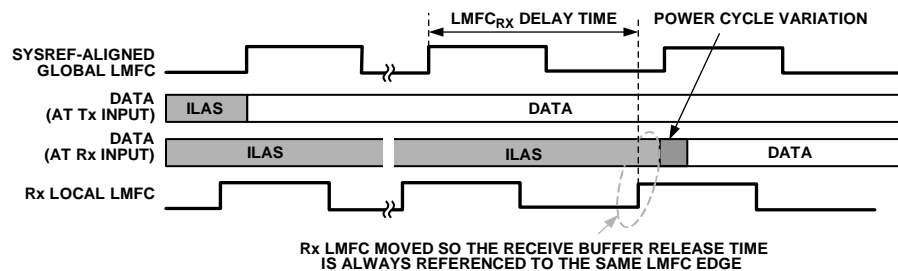 LMFCRX DELAY TIME
POWER CYCLE VARIATION
SYSREF-ALIGNED
GLOBAL LMFC
DATA
(AT Tx INPUT)
ILAS
DATA
DATA
(AT Rx INPUT)
ILAS
ILAS
DATA
Rx LOCAL LMFC
Rx LMFC MOVED SO THE RECEIVE BUFFER RELEASE TIME
IS ALWAYS REFERENCED TO THE SAME LMFC EDGE